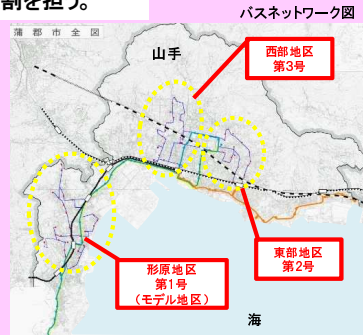 割を担う。
バスネットワーク図
蒲郡市全図
山手
西部地区
第3号
東部地区
第2号
形原地区
第1号
（モデル地区）
海